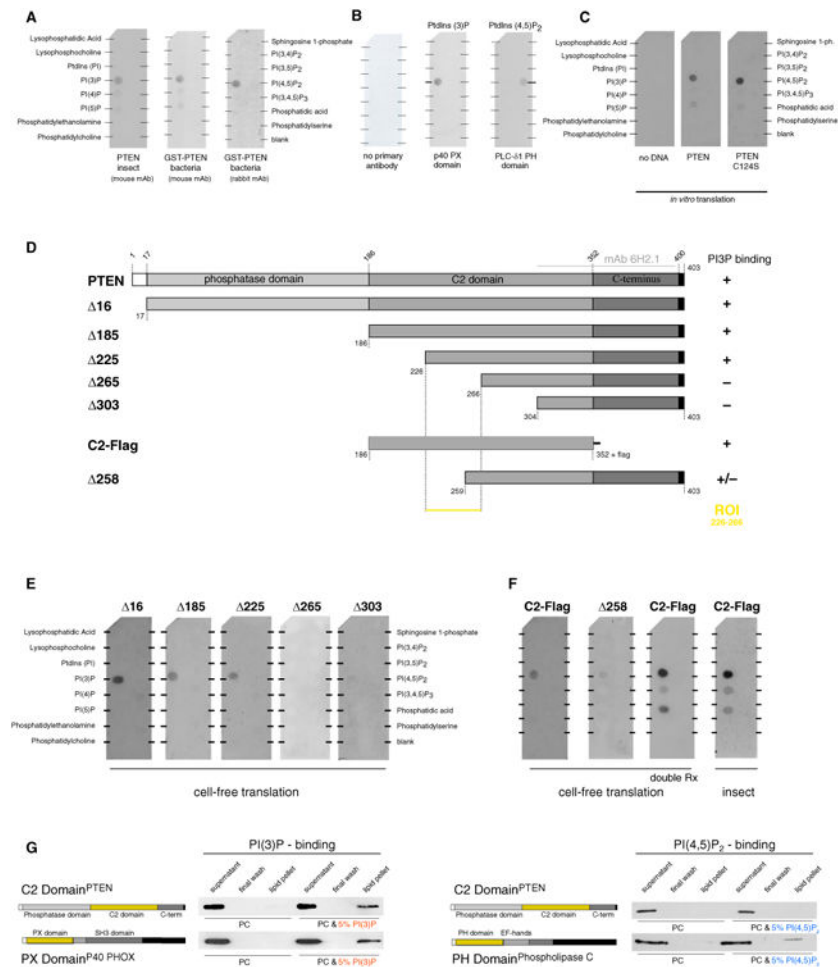 A
Lysophosphatidic Acid
Lysophosphocholine
PtdIns (PI)
PI(3)P
PI(4)P
PI(5)P
Phosphatidylethanolamine
Phosphatidylcholine
Sphingosine 1-phosphate
PI(3,4)P2
PI(3,5)P2
PI(4,5)P2
PI(3,4,5)P3
Phosphatidic acid
Phosphatidylserine
blank
PTEN insect (mouse mAb)
GST-PTEN bacteria (mouse mAb)
GST-PTEN bacteria (rabbit mAb)
B
PtdIns (3)P
PtdIns (4,5)P2
no primary antibody
p40 PX domain
PLC-δ1 PH domain
C
Lysophosphatidic Acid
Lysophosphocholine
PtdIns (PI)
PI(3)P
PI(4)P
PI(5)P
Phosphatidylethanolamine
Phosphatidylcholine
Sphingosine 1-ph.
PI(3,4)P2
PI(3,5)P2
PI(4,5)P2
PI(3,4,5)P3
Phosphatidic acid
Phosphatidylserine
blank
no DNA
PTEN
PTEN C124S
in vitro translation
D
1 17 186 352 400 403
mAb 6H2.1
PI3P binding
PTEN phosphatase domain C2 domain C-terminus +
Δ16 17 +
Δ185 186 +
Δ225 226 +
Δ265 266 −
Δ303 304 403 −
C2-Flag 186 352 + flag +
Δ258 259 403 +/−
ROI
226-265
E
Δ16 Δ185 Δ225 Δ265 Δ303
Lysophosphatidic Acid
Lysophosphocholine
PtdIns (PI)
PI(3)P
PI(4)P
PI(5)P
Phosphatidylethanolamine
Phosphatidylcholine
Sphingosine 1-phosphate
PI(3,4)P2
PI(3,5)P2
PI(4,5)P2
PI(3,4,5)P3
Phosphatidic acid
Phosphatidylserine
blank
cell-free translation
F
C2-Flag Δ258 C2-Flag C2-Flag
double Rx
cell-free translation
insect
G
PI(3)P - binding
supernatant final wash lipid pellet supernatant final wash lipid pellet
C2 DomainPTEN
Phosphatase domain C2 domain C-term
PC PC & 5% PI(3)P
PX domain SH3 domain
PX DomainP40 PHOX
PC PC & 5% PI(3)P
PI(4,5)P2 - binding
supernatant final wash lipid pellet supernatant final wash lipid pellet
C2 DomainPTEN
Phosphatase domain C2 domain C-term
PC PC & 5% PI(4,5)P2
PH domain EF-hands
PH DomainPhospholipase C
PC PC & 5% PI(4,5)P2